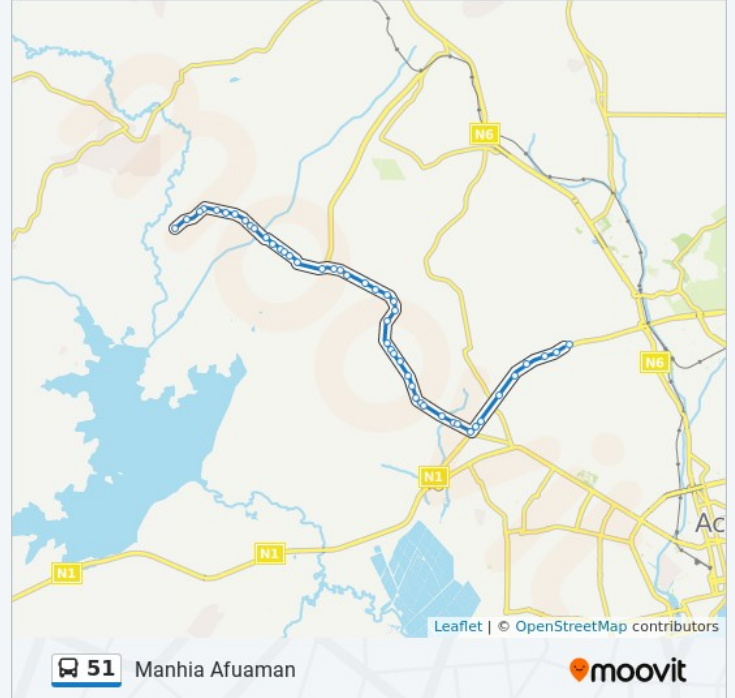 N6
N6
N1
Ac
N1
N1
Leaflet | © OpenStreetMap contributors
51 Manhia Afuaman
moovit